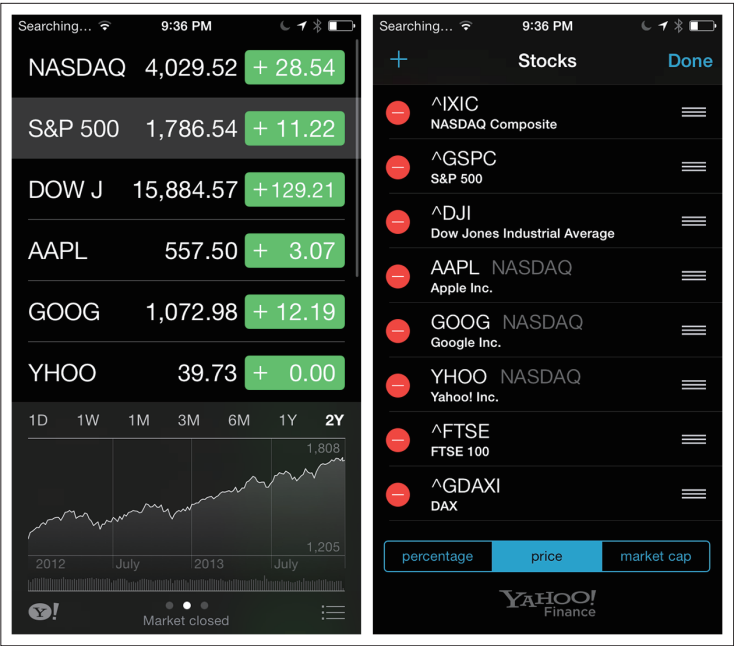 Searching... 9:36 PM
NASDAQ 4,029.52 + 28.54
S&P 500 1,786.54 + 11.22
DOW J 15,884.57 +129.21
AAPL 557.50 + 3.07
GOOG 1,072.98 + 12.19
YHOO 39.73 + 0.00
1D 1W 1M 3M 6M 1Y 2Y
1,808
1,205
2012 July 2013 July
Y!
Market closed
Searching... 9:36 PM
+ Stocks Done
^IXIC
NASDAQ Composite
^GSPC
S&P 500
^DJI
Dow Jones Industrial Average
AAPL NASDAQ
Apple Inc.
GOOG NASDAQ
Google Inc.
YHOO NASDAQ
Yahoo! Inc.
^FTSE
FTSE 100
^GDAXI
DAX
percentage price market cap
YAHOO!
Finance